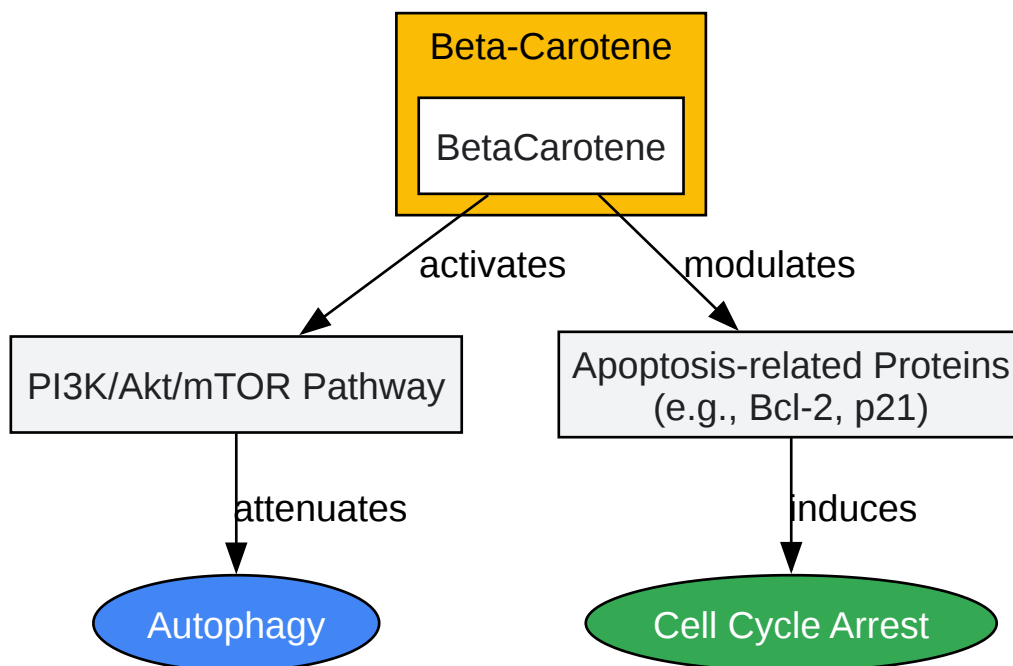 Beta-Carotene
BetaCarotene
activates
modulates
PI3K/Akt/mTOR Pathway
Apoptosis-related Proteins
(e.g., Bcl-2, p21)
attenuates
induces
Autophagy
Cell Cycle Arrest